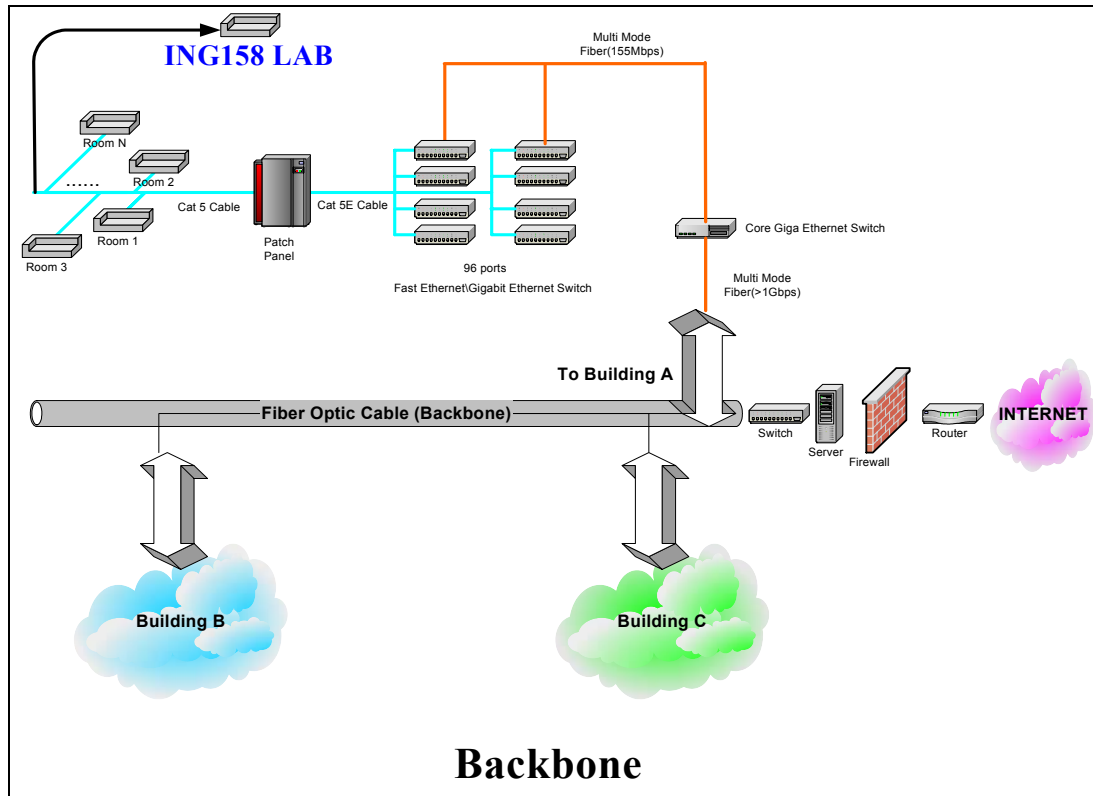 ING158 LAB
Multi Mode
Fiber(155Mbps)
Room N
......
Room 2
Cat 5 Cable
Cat 5E Cable
Room 1
Room 3
Patch
Panel
Core Giga Ethernet Switch
96 ports
Fast Ethernet\Gigabit Ethernet Switch
Multi Mode
Fiber(>1Gbps)
To Building A
Fiber Optic Cable (Backbone)
Switch
Server
Firewall
Router
INTERNET
Building B
Building C
Backbone